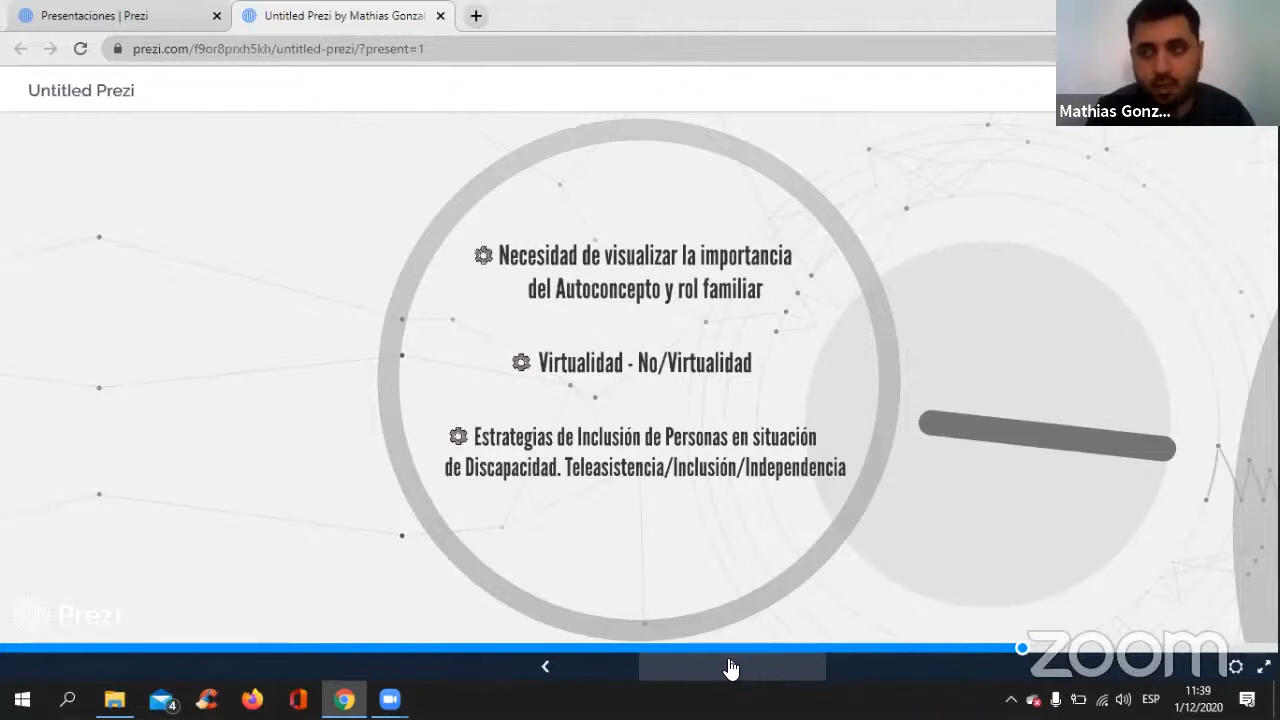 Presentaciones | Prezi
Untitled Prezi by Mathias Gonzal
prezi.com/f9or8prxh5kh/untitled-prezi/?present=1
Untitled Prezi
Mathias Gonz...
Necesidad de visualizar la importancia
del Autoconcepto y rol familiar
Virtualidad - No/Virtualidad
Estrategias de Inclusión de Personas en situación
de Discapacidad. Teleasistencia/Inclusión/Independencia
Prezi
zoom
4
ESP
11:39
1/12/2020